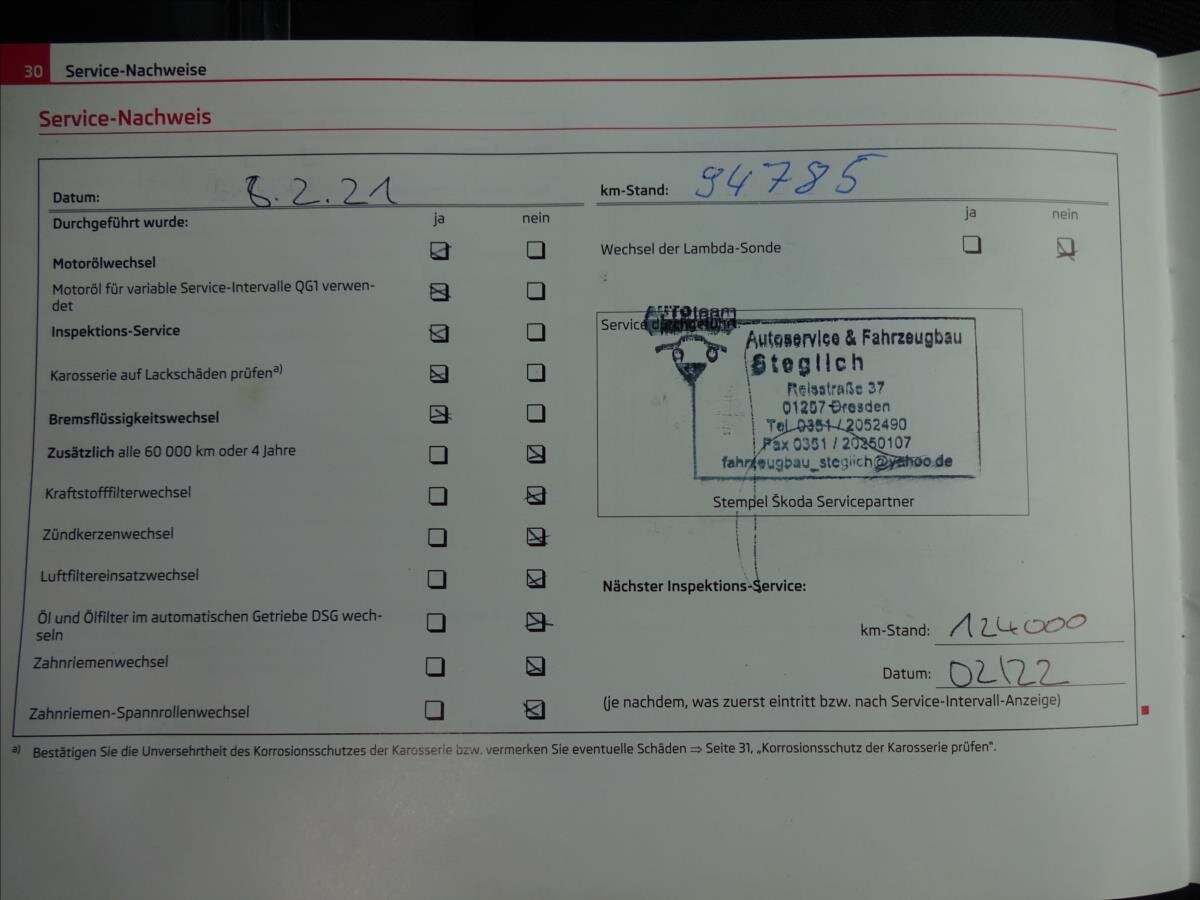 30 Service-Nachweise
Service-Nachweis
Datum: 8.2.21
km-Stand: 94785
Durchgeführt wurde: ja nein
ja nein
Motorölwechsel
Wechsel der Lambda-Sonde
Motoröl für variable Service-Intervalle QG1 verwen-
det
Inspektions-Service
Karosserie auf Lackschäden prüfen a)
Bremsflüssigkeitswechsel
Zusätzlich alle 60 000 km oder 4 Jahre
Kraftstofffilterwechsel
Zündkerzenwechsel
Luftfiltereinsatzwechsel
Öl und Ölfilter im automatischen Getriebe DSG wech-
seln
Zahnriemenwechsel
Zahnriemen-Spannrollenwechsel
AUTOteam
Service durchgeführt:
Autoservice & Fahrzeugbau
Steglich
Reisstraße 37
01257 Dresden
Tel 0351 / 2052490
Fax 0351 / 20250107
fahrzeugbau_steglich@yahoo.de
Stempel Škoda Servicepartner
Nächster Inspektions-Service:
km-Stand: 124000
Datum: 02/22
(je nachdem, was zuerst eintritt bzw. nach Service-Intervall-Anzeige)
a) Bestätigen Sie die Unversehrtheit des Korrosionsschutzes der Karosserie bzw. vermerken Sie eventuelle Schäden ⇒ Seite 31, „Korrosionsschutz der Karosserie prüfen“.